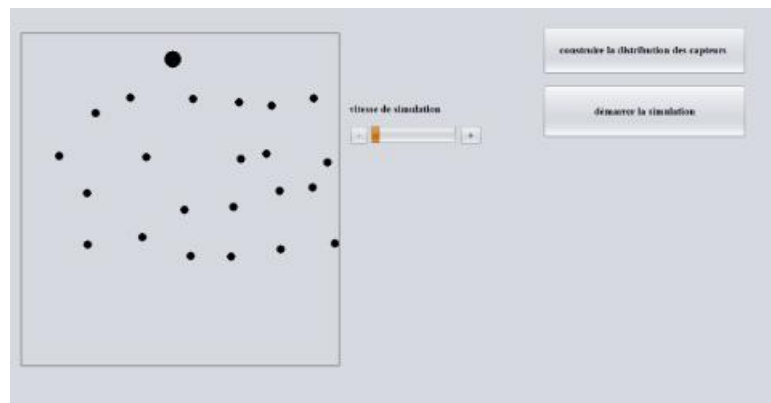 construire la distribution des capteurs
vitesse de simulation
démarrer la simulation
- +